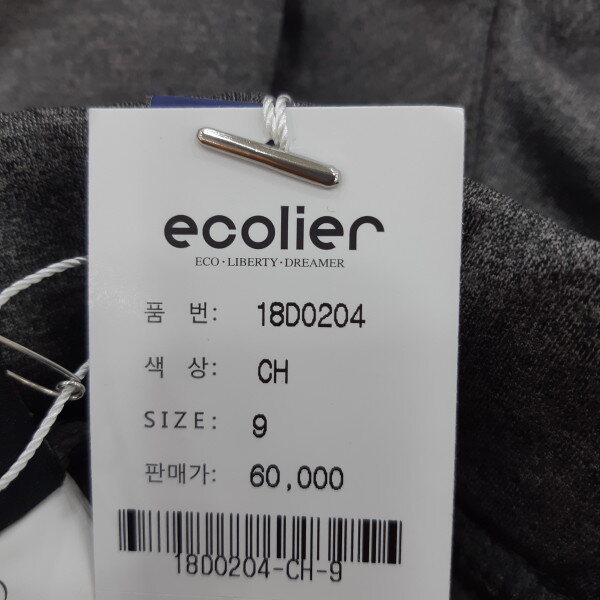 ecolier
ECO · LIBERTY · DREAMER
품 번: 18D0204
색 상: CH
SIZE: 9
판매가: 60,000
18D0204-CH-9